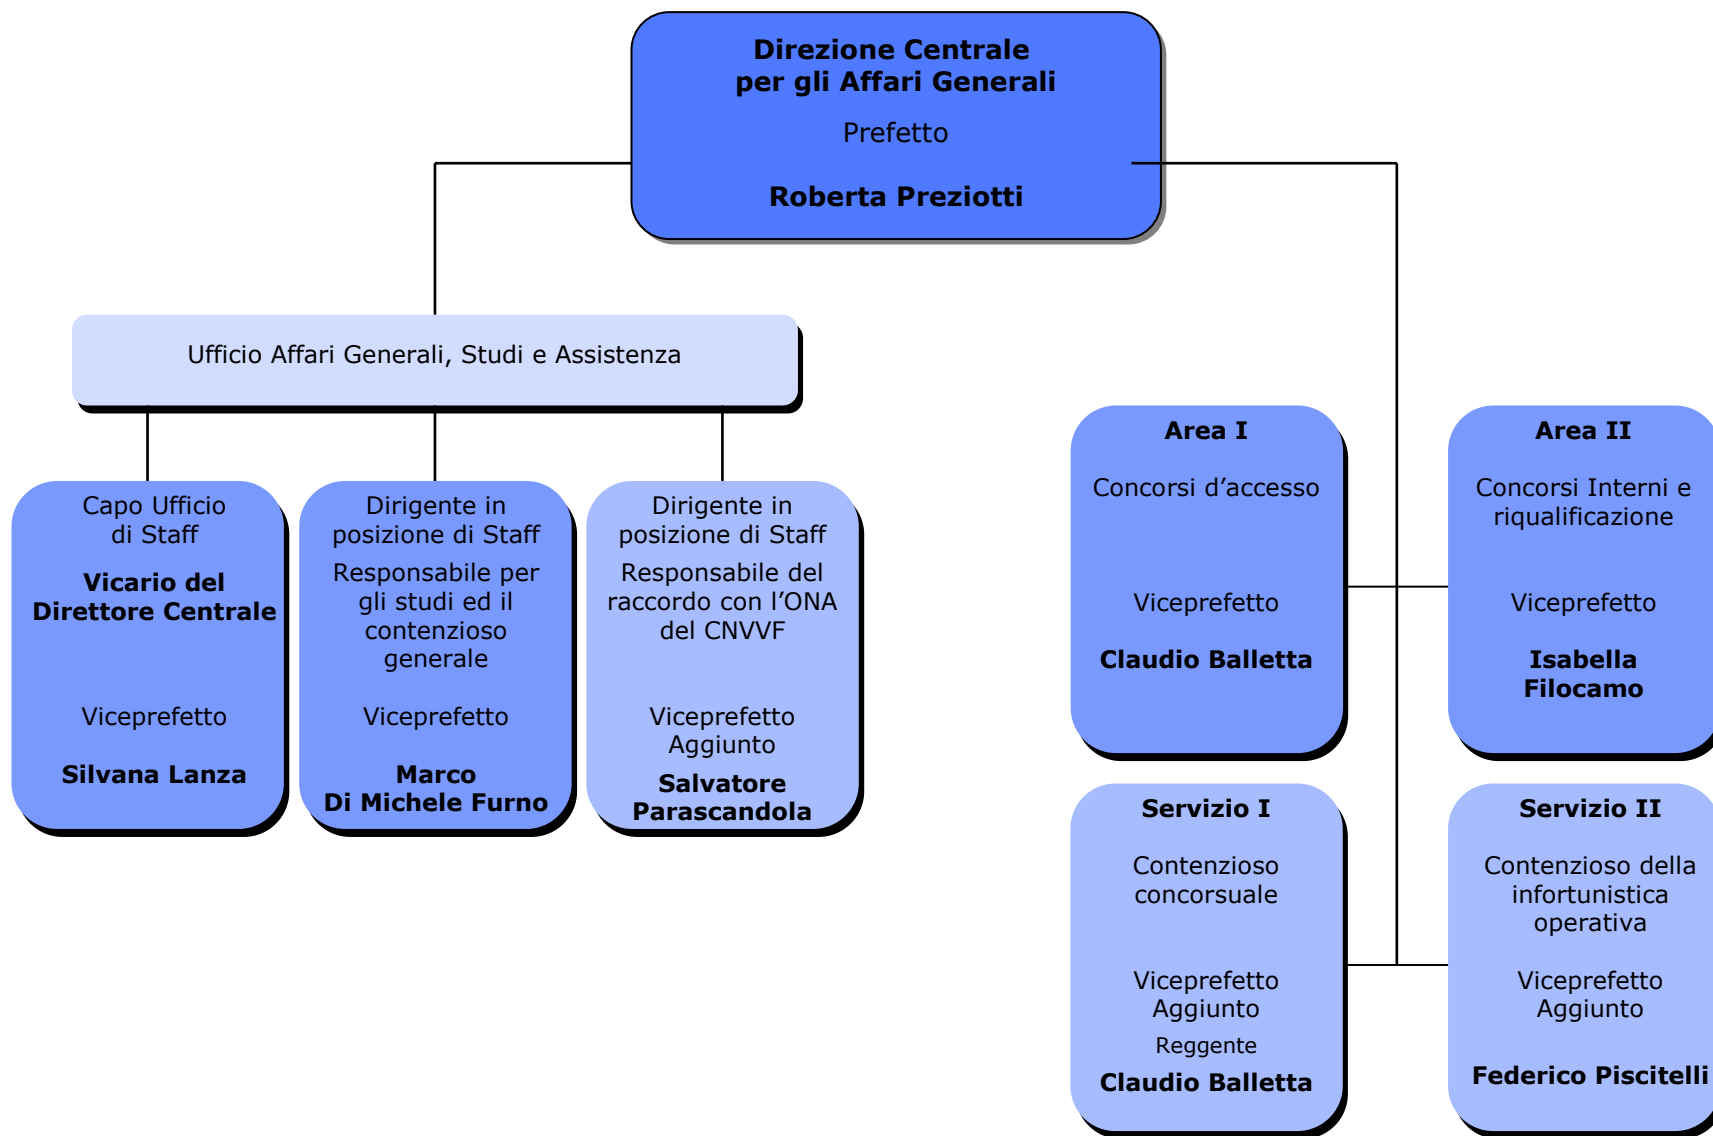 Direzione Centrale
per gli Affari Generali
Prefetto
Roberta Preziotti
Ufficio Affari Generali, Studi e Assistenza
Capo Ufficio
di Staff
Vicario del
Direttore Centrale
Viceprefetto
Silvana Lanza
Dirigente in
posizione di Staff
Responsabile per
gli studi ed il
contenzioso
generale
Viceprefetto
Marco
Di Michele Furno
Dirigente in
posizione di Staff
Responsabile del
raccordo con l’ONA
del CNVVF
Viceprefetto
Aggiunto
Salvatore
Parascandola
Area I
Concorsi d’accesso
Viceprefetto
Claudio Balletta
Area II
Concorsi Interni e
riqualificazione
Viceprefetto
Isabella
Filocamo
Servizio I
Contenzioso
concorsuale
Viceprefetto
Aggiunto
Reggente
Claudio Balletta
Servizio II
Contenzioso della
infortunistica
operativa
Viceprefetto
Aggiunto
Federico Piscitelli